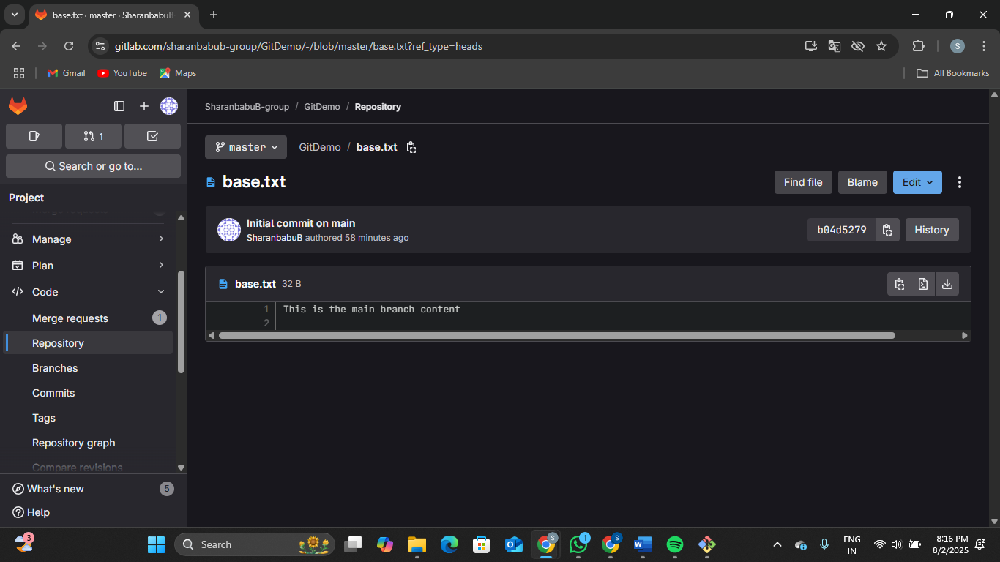 base.txt · master · SharanbabuB
gitlab.com/sharanbabub-group/GitDemo/-/blob/master/base.txt?ref_type=heads
S
Gmail
YouTube
Maps
All Bookmarks
SharanbabuB-group / GitDemo / Repository
1
Search or go to...
master
GitDemo / base.txt
base.txt
Find file
Blame
Edit
Project
Initial commit on main
SharanbabuB authored 58 minutes ago
b04d5279
History
Manage
Plan
Code
Merge requests 1
Repository
Branches
Commits
Tags
Repository graph
Compare revisions
base.txt 32 B
1 This is the main branch content
2
What's new 5
Help
3
Search
S
1
S
ENG
IN
8:16 PM
8/2/2025